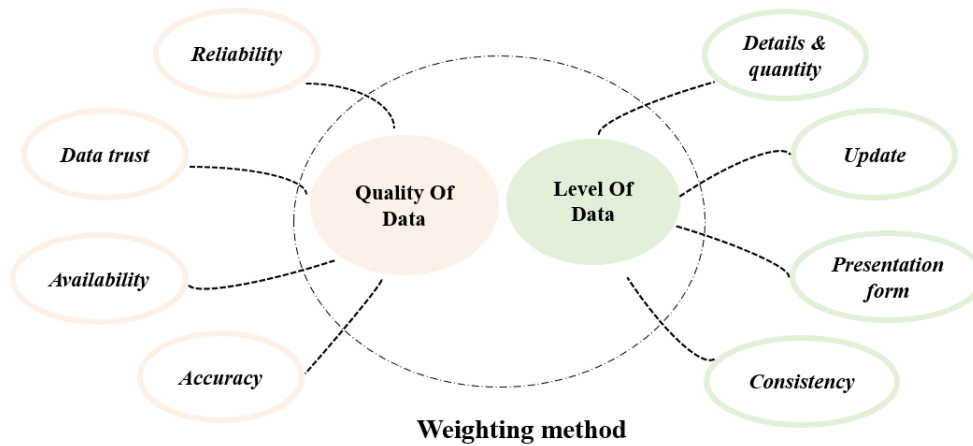 Reliability
Data trust
Availability
Accuracy
Quality Of
Data
Level Of
Data
Details &
quantity
Update
Presentation
form
Consistency
Weighting method